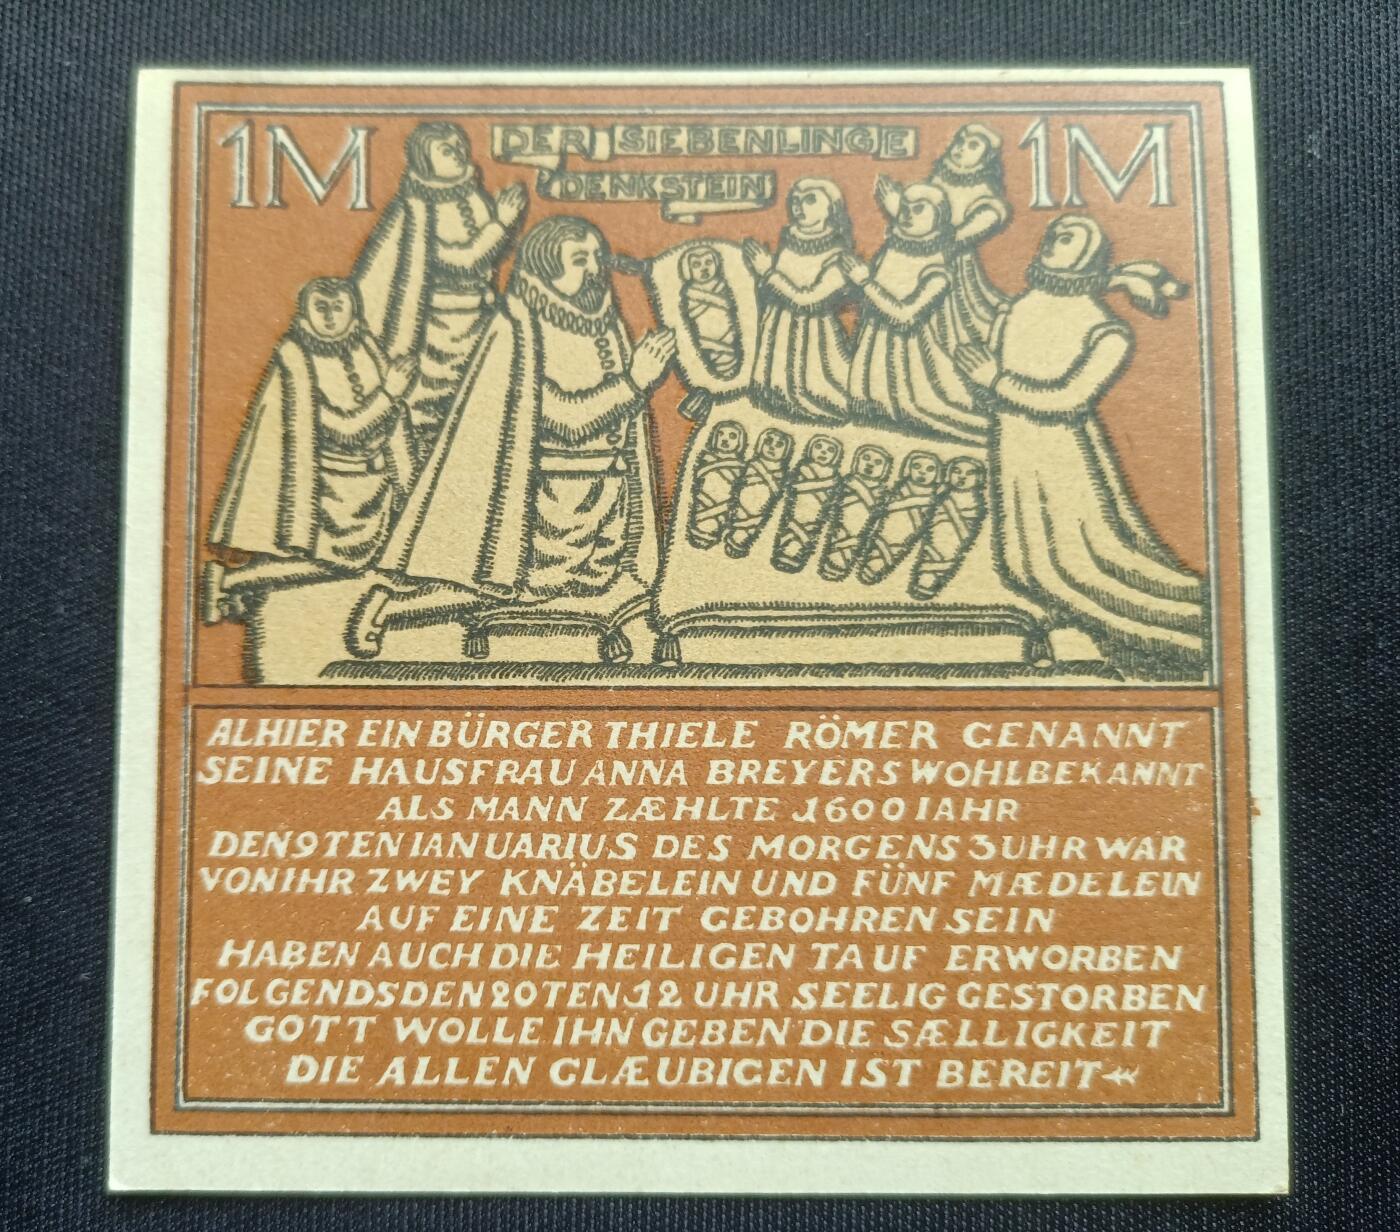 1M DER SIEBENLINGE 1M
DENKSTEIN
ALHIER EIN BÜRGER THIELE RÖMER GENANNT
SEINE HAUSFRAU ANNA BREYERS WOHLBEKANNT
ALS MANN ZÆHLTE 1600 IAHR
DEN 9TEN IANUARIUS DES MORGENS 3 UHR WAR
VON IHR ZWEY KNÄBELEIN UND FÜNF MÆDELEIN
AUF EINE ZEIT GEBOHREN SEIN
HABEN AUCH DIE HEILIGEN TAUF ERWORBEN
FOLGENDS DEN 20TEN 12 UHR SEELIG GESTORBEN
GOTT WOLLE IHN GEBEN DIE SÆLLIGKEIT
DIE ALLEN GLÆUBIGEN IST BEREIT